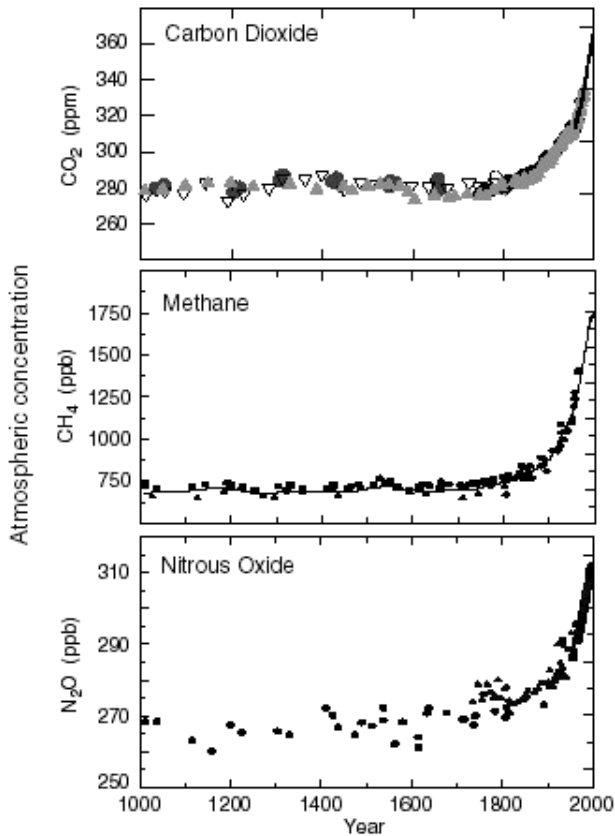 Atmospheric concentration
Carbon Dioxide
CO₂ (ppm)
360
340
320
300
280
260
Methane
CH₄ (ppb)
1750
1500
1250
1000
750
Nitrous Oxide
N₂O (ppb)
310
290
270
250
1000 1200 1400 1600 1800 2000
Year